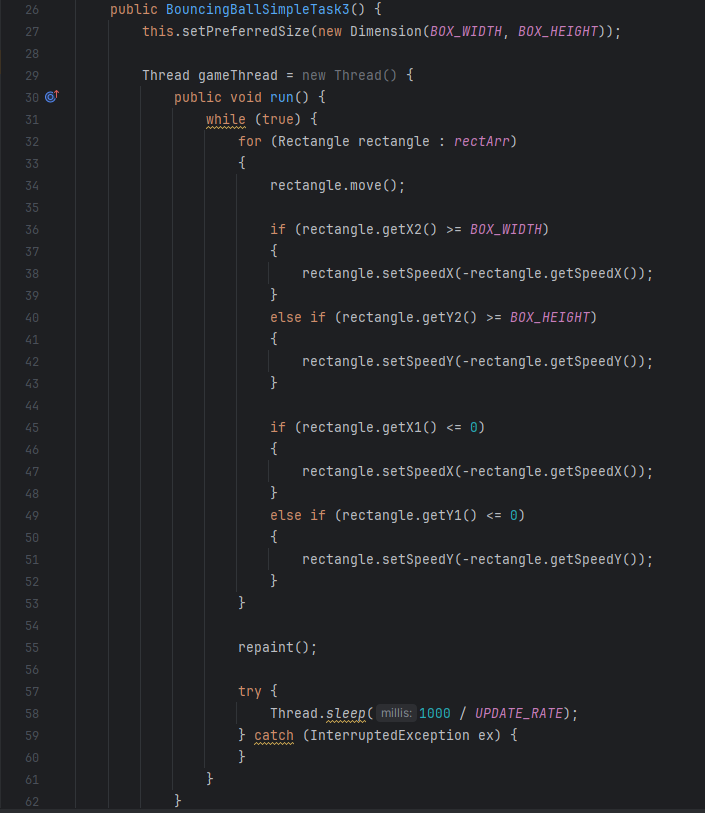 26 public BouncingBallSimpleTask3() {
27 this.setPreferredSize(new Dimension(BOX_WIDTH, BOX_HEIGHT));
28
29 Thread gameThread = new Thread() {
30 public void run() {
31 while (true) {
32 for (Rectangle rectangle : rectArr)
33 {
34 rectangle.move();
35
36 if (rectangle.getX2() >= BOX_WIDTH)
37 {
38 rectangle.setSpeedX(-rectangle.getSpeedX());
39 }
40 else if (rectangle.getY2() >= BOX_HEIGHT)
41 {
42 rectangle.setSpeedY(-rectangle.getSpeedY());
43 }
44
45 if (rectangle.getX1() <= 0)
46 {
47 rectangle.setSpeedX(-rectangle.getSpeedX());
48 }
49 else if (rectangle.getY1() <= 0)
50 {
51 rectangle.setSpeedY(-rectangle.getSpeedY());
52 }
53 }
54
55 repaint();
56
57 try {
58 Thread.sleep( millis: 1000 / UPDATE_RATE);
59 } catch (InterruptedException ex) {
60 }
61 }
62 }